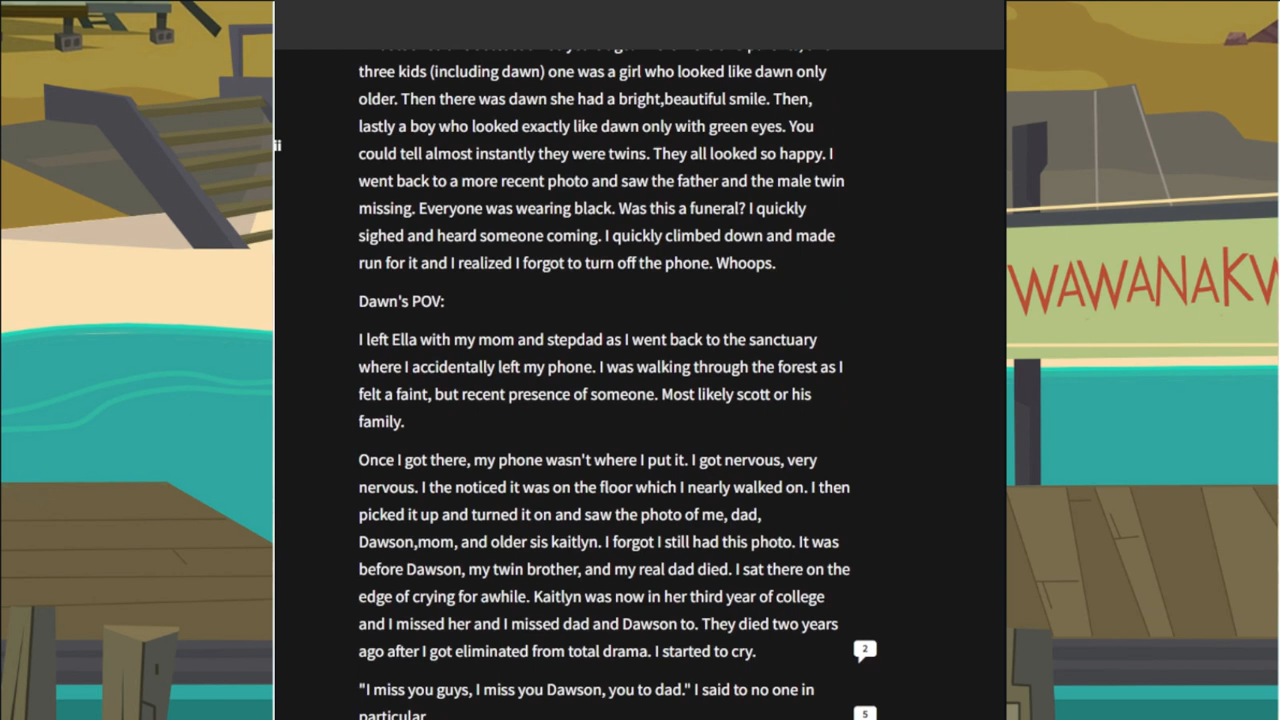 three kids (including dawn) one was a girl who looked like dawn only
older. Then there was dawn she had a bright,beautiful smile. Then,
lastly a boy who looked exactly like dawn only with green eyes. You
could tell almost instantly they were twins. They all looked so happy. I
went back to a more recent photo and saw the father and the male twin
missing. Everyone was wearing black. Was this a funeral? I quickly
sighed and heard someone coming. I quickly climbed down and made
run for it and I realized I forgot to turn off the phone. Whoops.
Dawn's POV:
I left Ella with my mom and stepdad as I went back to the sanctuary
where I accidentally left my phone. I was walking through the forest as I
felt a faint, but recent presence of someone. Most likely scott or his
family.
Once I got there, my phone wasn't where I put it. I got nervous, very
nervous. I the noticed it was on the floor which I nearly walked on. I then
picked it up and turned it on and saw the photo of me, dad,
Dawson,mom, and older sis kaitlyn. I forgot I still had this photo. It was
before Dawson, my twin brother, and my real dad died. I sat there on the
edge of crying for awhile. Kaitlyn was now in her third year of college
and I missed her and I missed dad and Dawson to. They died two years
ago after I got eliminated from total drama. I started to cry.
2
"I miss you guys, I miss you Dawson, you to dad." I said to no one in
particular
5
ii
WAWANAKW